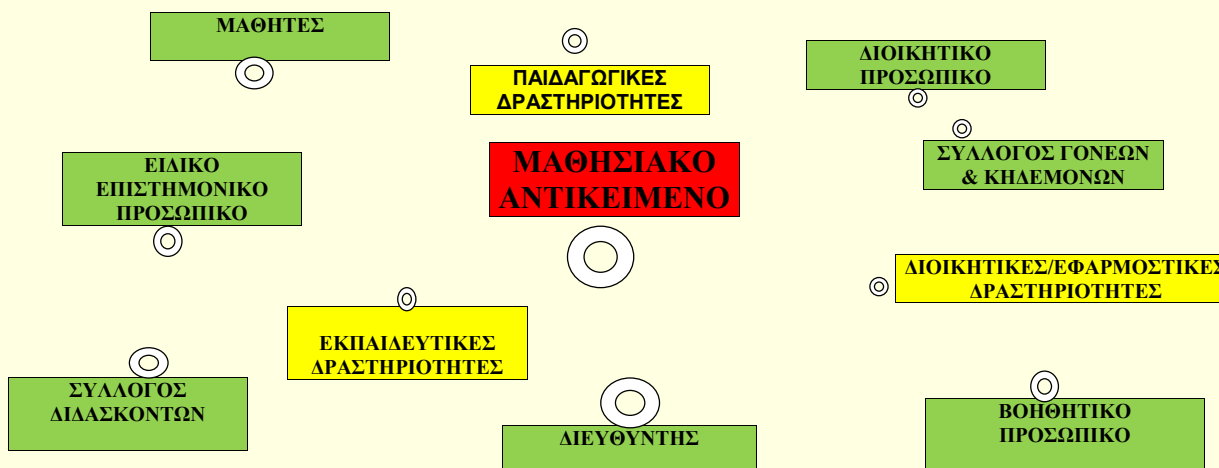 ΜΑΘΗΤΕΣ
ΠΑΙΔΑΓΩΓΙΚΕΣ
ΔΡΑΣΤΗΡΙΟΤΗΤΕΣ
ΔΙΟΙΚΗΤΙΚΟ
ΠΡΟΣΩΠΙΚΟ
ΕΙΔΙΚΟ
ΕΠΙΣΤΗΜΟΝΙΚΟ
ΠΡΟΣΩΠΙΚΟ
ΜΑΘΗΣΙΑΚΟ
ΑΝΤΙΚΕΙΜΕΝΟ
ΣΥΛΛΟΓΟΣ ΓΟΝΕΩΝ
& ΚΗΔΕΜΟΝΩΝ
ΔΙΟΙΚΗΤΙΚΕΣ/ΕΦΑΡΜΟΣΤΙΚΕΣ
ΔΡΑΣΤΗΡΙΟΤΗΤΕΣ
ΕΚΠΑΙΔΕΥΤΙΚΕΣ
ΔΡΑΣΤΗΡΙΟΤΗΤΕΣ
ΣΥΛΛΟΓΟΣ
ΔΙΔΑΣΚΟΝΤΩΝ
ΔΙΕΥΘΥΝΤΗΣ
ΒΟΗΘΗΤΙΚΟ
ΠΡΟΣΩΠΙΚΟ